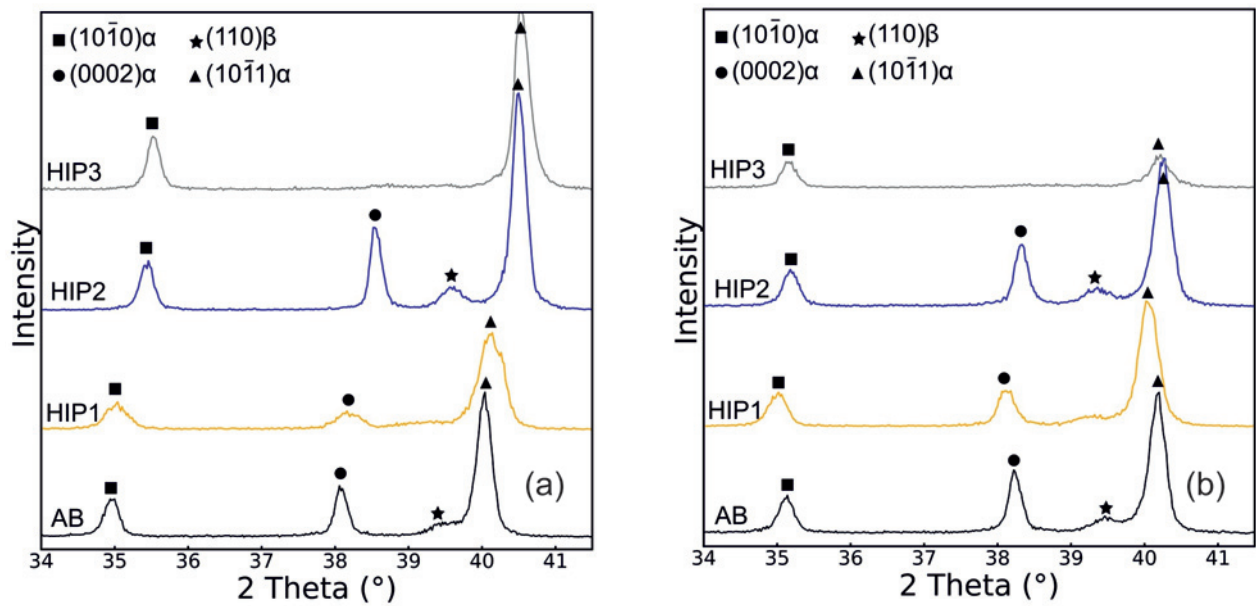 ■ (101̄0)α ★ (110)β
● (0002)α ▲ (101̄1)α
HIP3
HIP2
HIP1
AB
(a)
Intensity
34 35 36 37 38 39 40 41
2 Theta (°)
■ (101̄0)α ★ (110)β
● (0002)α ▲ (101̄1)α
HIP3
HIP2
HIP1
AB
(b)
Intensity
34 35 36 37 38 39 40 41
2 Theta (°)